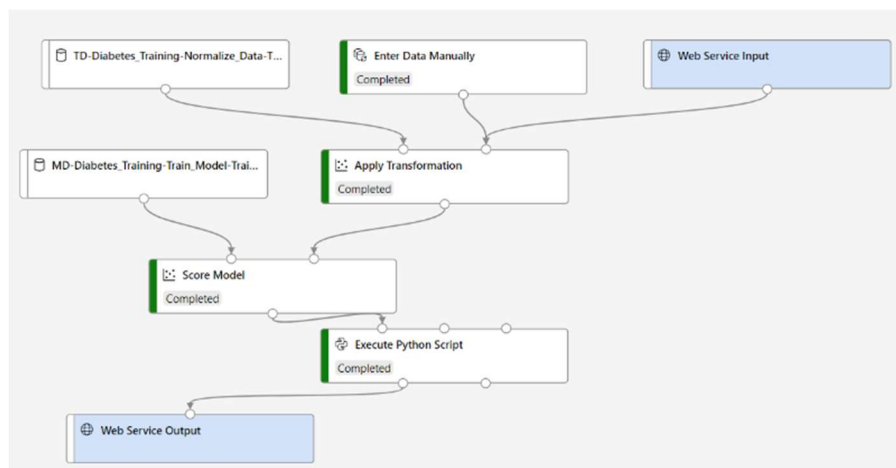 TD-Diabetes_Training-Normalize_Data-T...
Enter Data Manually
Completed
Web Service Input
MD-Diabetes_Training-Train_Model-Trai...
Apply Transformation
Completed
Score Model
Completed
Execute Python Script
Completed
Web Service Output